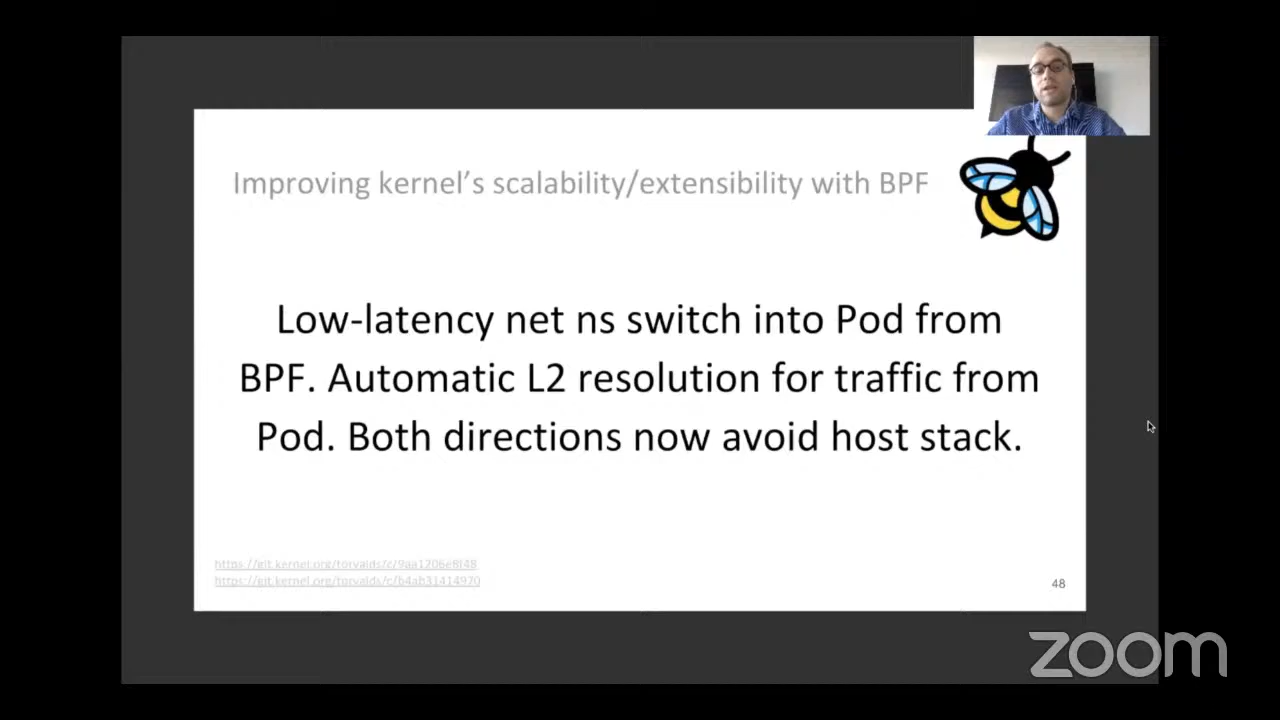 Improving kernel's scalability/extensibility with BPF
Low-latency net ns switch into Pod from
BPF. Automatic L2 resolution for traffic from
Pod. Both directions now avoid host stack.
https://git.kernel.org/torvalds/c/9aa1206e8f48
https://git.kernel.org/torvalds/c/b4ab31414970
48
zoom